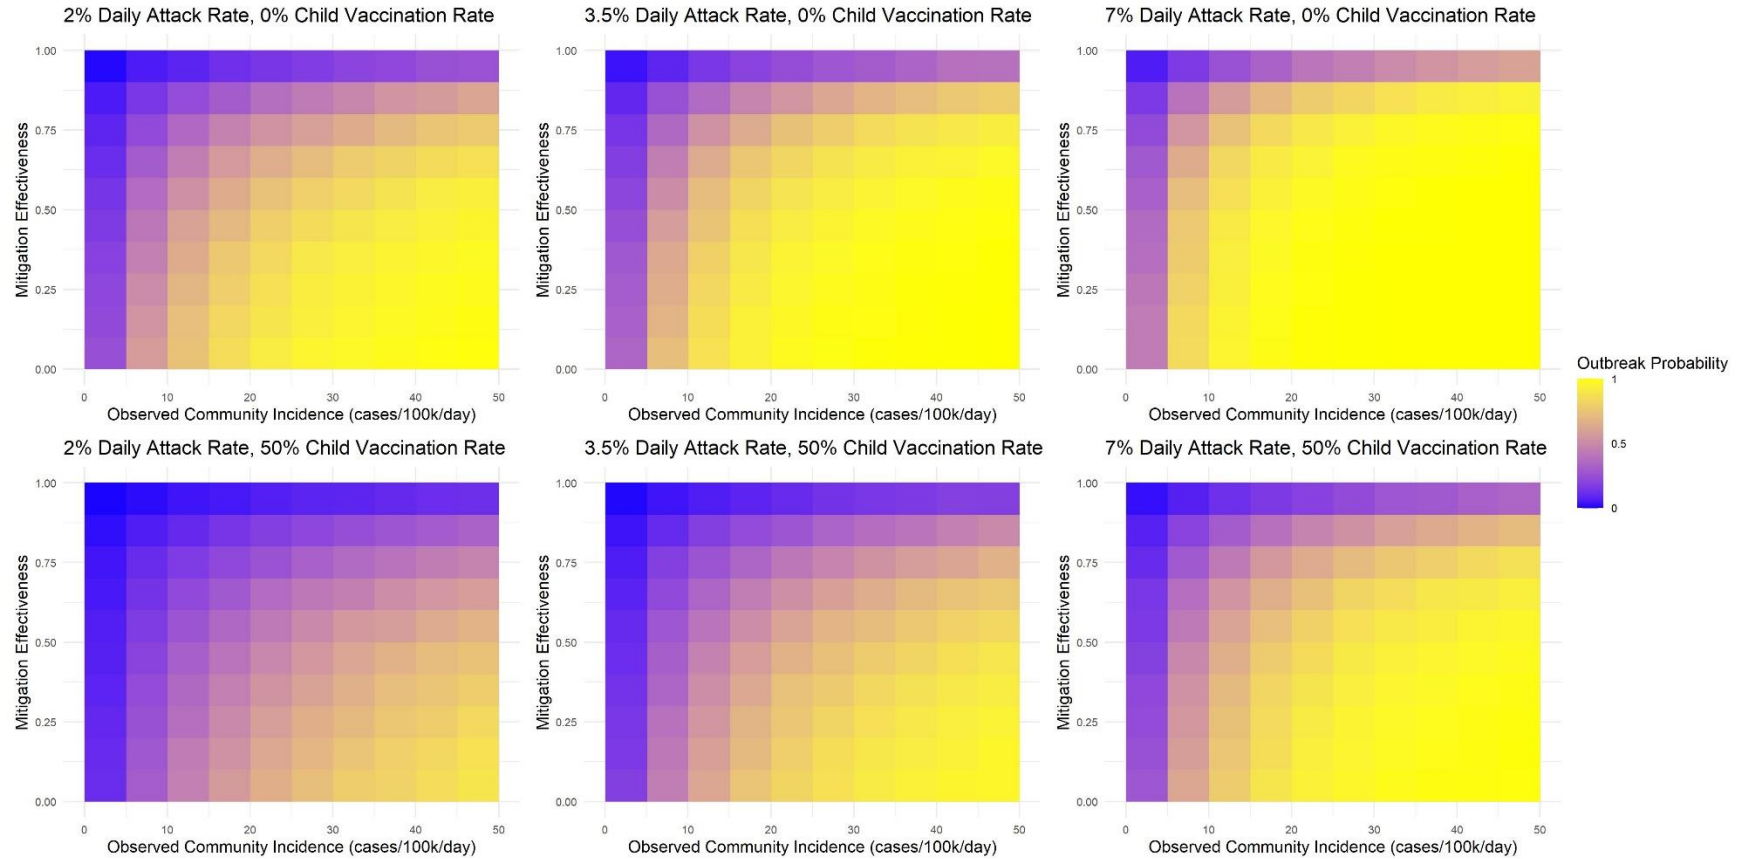 2% Daily Attack Rate, 0% Child Vaccination Rate
1.00
0.75
0.50
0.25
0.00
Mitigation Effectiveness
0 10 20 30 40 50
Observed Community Incidence (cases/100k/day)
3.5% Daily Attack Rate, 0% Child Vaccination Rate
1.00
0.75
0.50
0.25
0.00
Mitigation Effectiveness
0 10 20 30 40 50
Observed Community Incidence (cases/100k/day)
7% Daily Attack Rate, 0% Child Vaccination Rate
1.00
0.75
0.50
0.25
0.00
Mitigation Effectiveness
0 10 20 30 40 50
Observed Community Incidence (cases/100k/day)
Outbreak Probability
1
0.5
0
2% Daily Attack Rate, 50% Child Vaccination Rate
1.00
0.75
0.50
0.25
0.00
Mitigation Effectiveness
0 10 20 30 40 50
Observed Community Incidence (cases/100k/day)
3.5% Daily Attack Rate, 50% Child Vaccination Rate
1.00
0.75
0.50
0.25
0.00
Mitigation Effectiveness
0 10 20 30 40 50
Observed Community Incidence (cases/100k/day)
7% Daily Attack Rate, 50% Child Vaccination Rate
1.00
0.75
0.50
0.25
0.00
Mitigation Effectiveness
0 10 20 30 40 50
Observed Community Incidence (cases/100k/day)